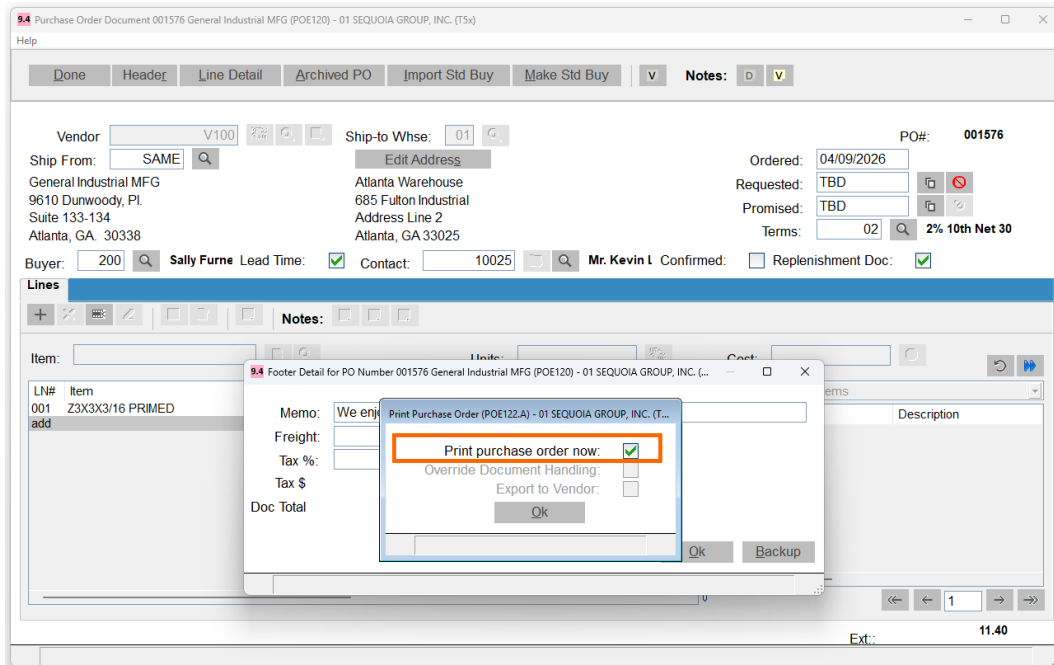 9.4 Purchase Order Document 001576 General Industrial MFG (POE120) - 01 SEQUOIA GROUP, INC. (T5x)
Help
Done Header Line Detail Archived PO Import Std Buy Make Std Buy V Notes: D V
Vendor V100 Ship-to Whse: 01 PO#: 001576
Ship From: SAME Edit Address Ordered: 04/09/2026
General Industrial MFG Atlanta Warehouse Requested: TBD
9610 Dunwoody, Pl. 685 Fulton Industrial
Suite 133-134 Address Line 2 Promised: TBD
Atlanta, GA. 30338 Atlanta, GA 33025 Terms: 02 2% 10th Net 30
Buyer: 200 Sally Furne Lead Time: Contact: 10025 Mr. Kevin L Confirmed: Replenishment Doc:
Lines
Notes:
Item: Units: Cost:
9.4 Footer Detail for PO Number 001576 General Industrial MFG (POE120) - 01 SEQUOIA GROUP, INC. (...
LN# Item ems
001 Z3X3X3/16 PRIMED Description
add
Memo: We enj
Print Purchase Order (POE122.A) - 01 SEQUOIA GROUP, INC. (T...
Freight:
Print purchase order now:
Tax %:
Override Document Handling:
Tax $
Export to Vendor:
Doc Total
Ok
Ok Backup
0 1
Ext:: 11.40